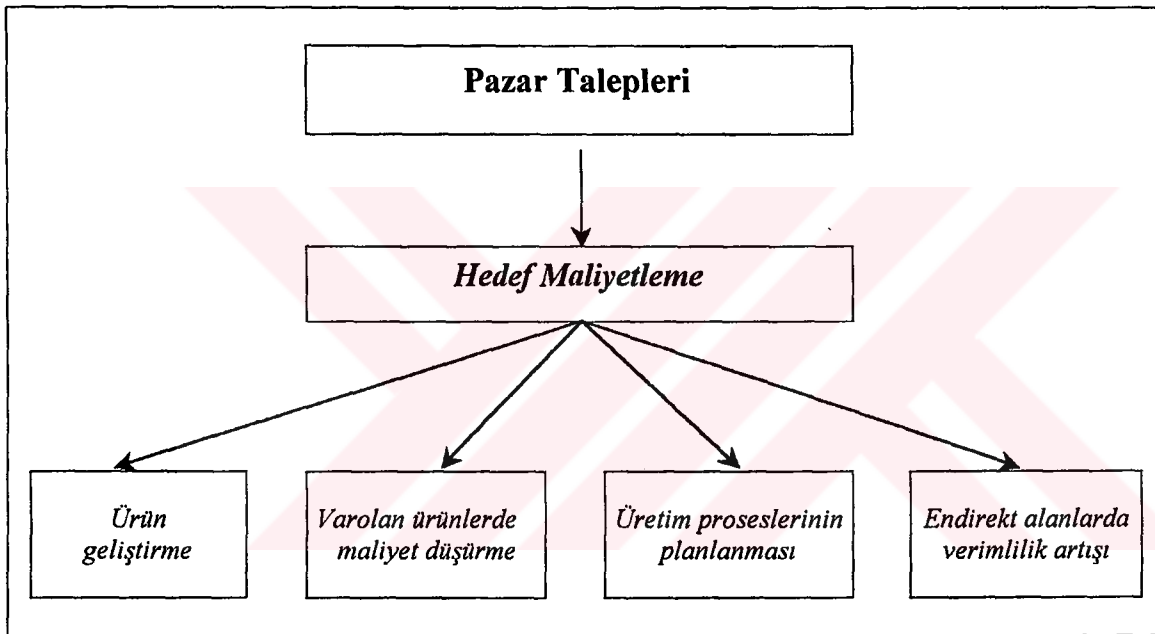 Pazar Talepleri
Hedef Maliyetleme
Ürün
geliştirme
Varolan ürünlerde
maliyet düşürme
Üretim proseslerinin
planlanması
Endirekt alanlarda
verimlilik artışı